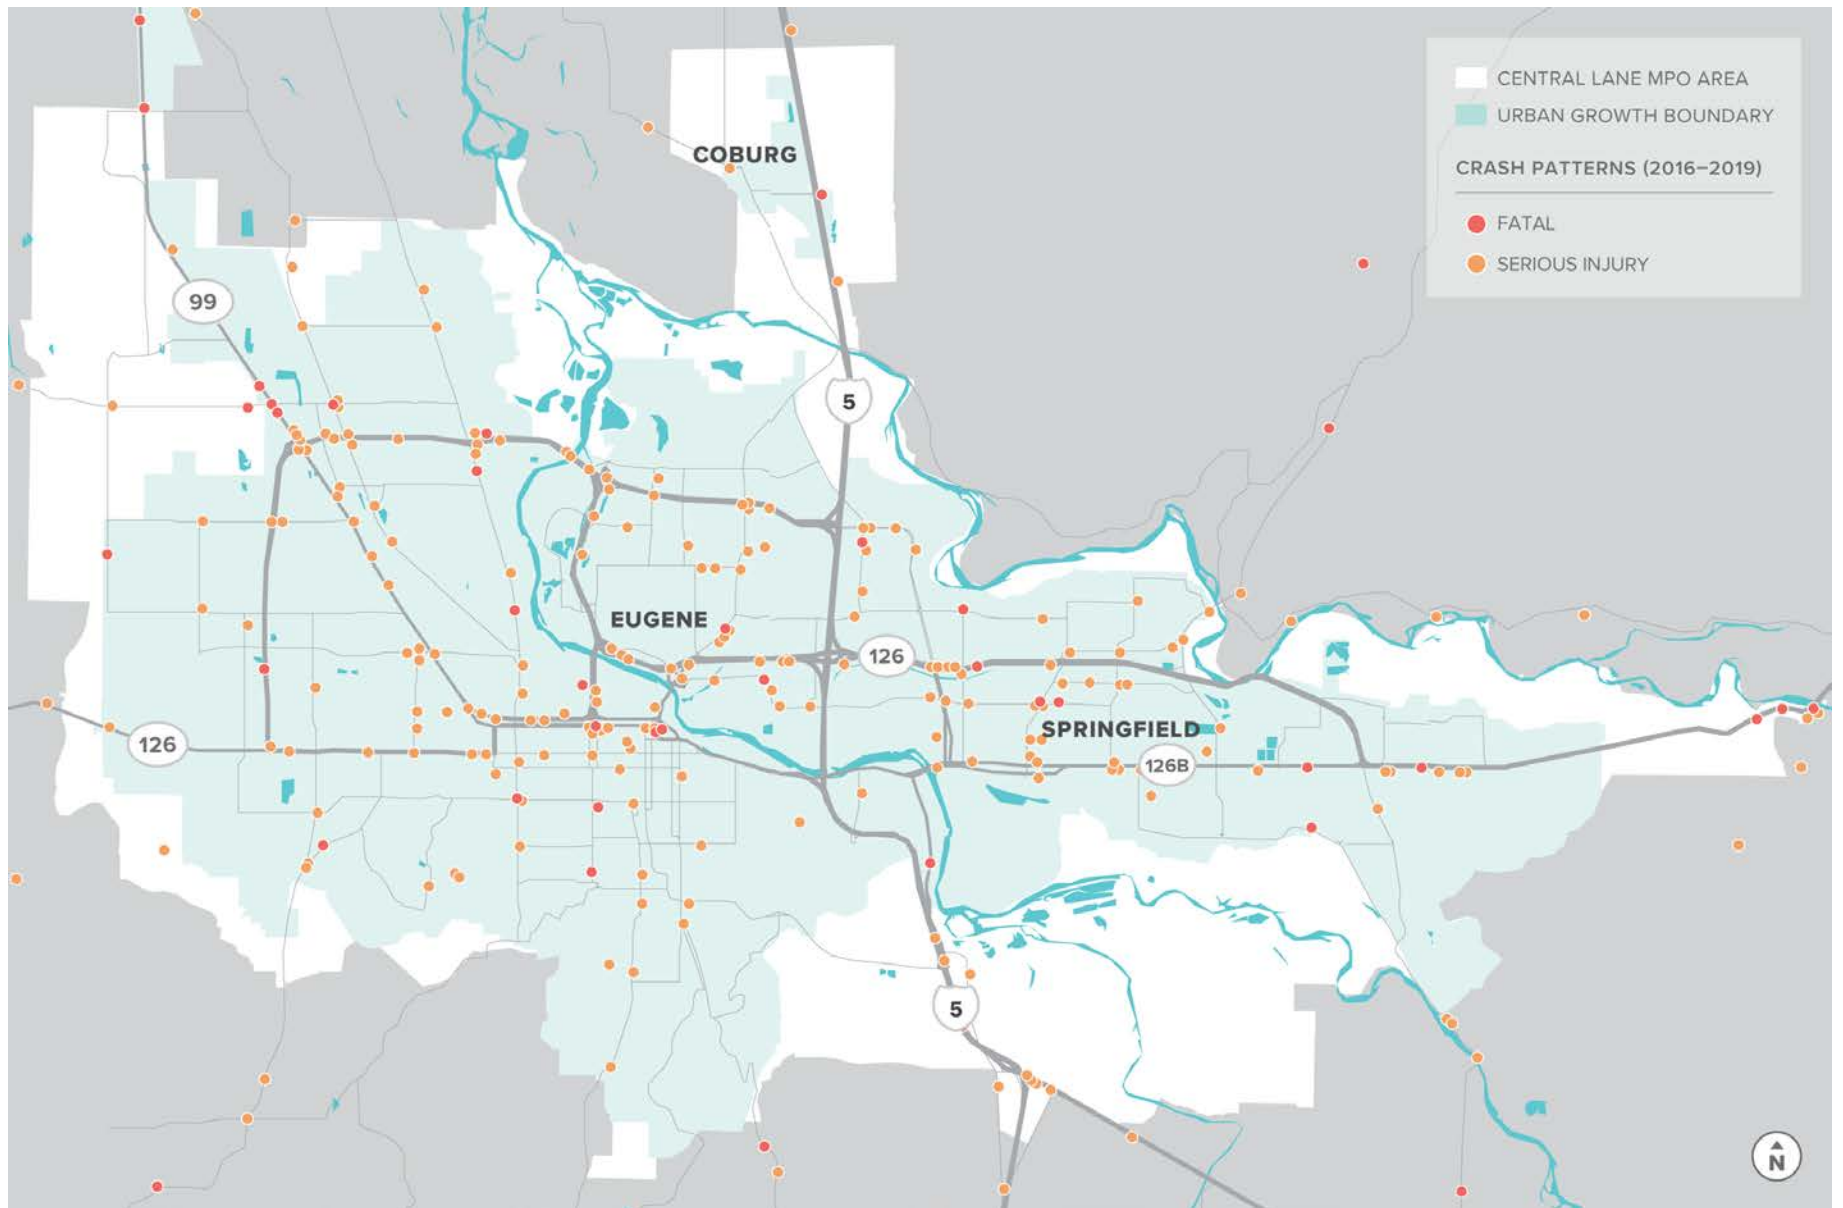 CENTRAL LANE MPO AREA
URBAN GROWTH BOUNDARY
CRASH PATTERNS (2016–2019)
FATAL
SERIOUS INJURY
COBURG
99
5
EUGENE
126
SPRINGFIELD
126
126B
5
N